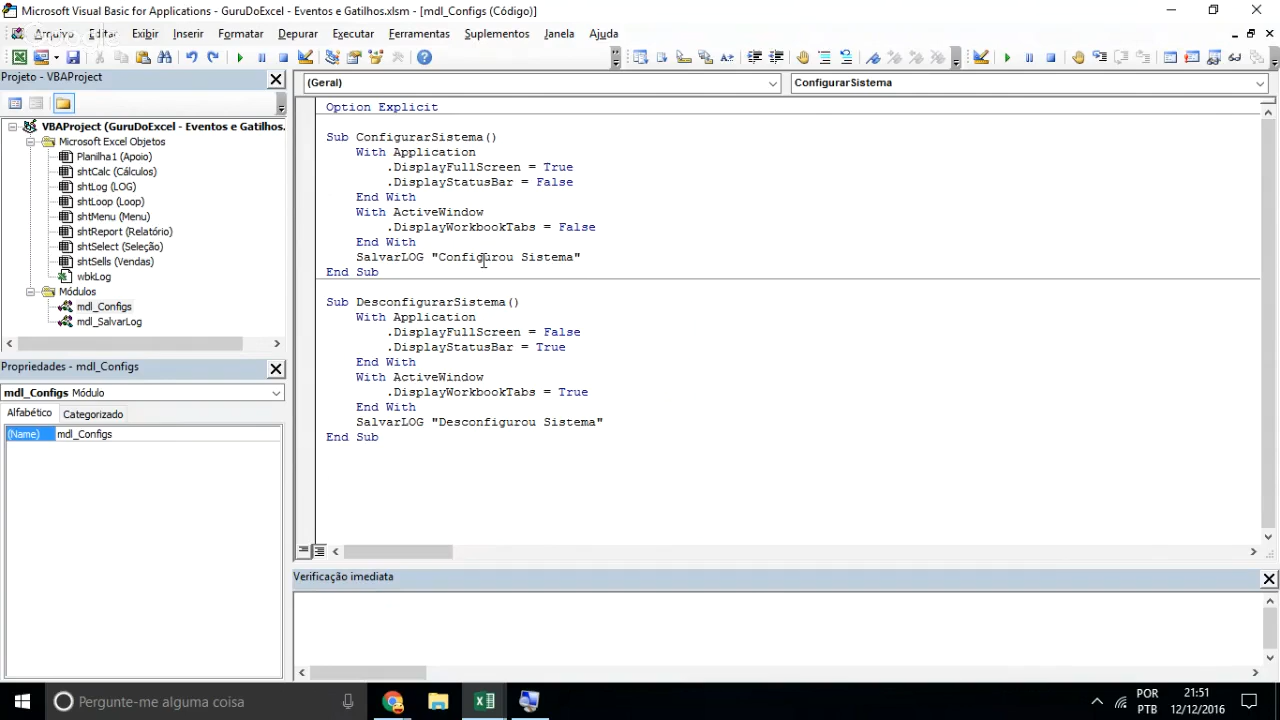 Microsoft Visual Basic for Applications - GuruDoExcel - Eventos e Gatilhos.xlsm - [mdl_Configs (Código)]
Arquivo Editar Exibir Inserir Formatar Depurar Executar Ferramentas Suplementos Janela Ajuda
Projeto - VBAProject
VBAProject (GuruDoExcel - Eventos e Gatilhos.
Microsoft Excel Objetos
Planilha1 (Apoio)
shtCalc (Cálculos)
shtLog (LOG)
shtLoop (Loop)
shtMenu (Menu)
shtReport (Relatório)
shtSelect (Seleção)
shtSells (Vendas)
wbkLog
Módulos
mdl_Configs
mdl_SalvarLog
Propriedades - mdl_Configs
mdl_Configs Módulo
Alfabético Categorizado
(Name) mdl_Configs
(Geral) ConfigurarSistema
Option Explicit
Sub ConfigurarSistema()
With Application
.DisplayFullScreen = True
.DisplayStatusBar = False
End With
With ActiveWindow
.DisplayWorkbookTabs = False
End With
SalvarLOG "Configurou Sistema"
End Sub
Sub DesconfigurarSistema()
With Application
.DisplayFullScreen = False
.DisplayStatusBar = True
End With
With ActiveWindow
.DisplayWorkbookTabs = True
End With
SalvarLOG "Desconfigurou Sistema"
End Sub
Verificação imediata
Pergunte-me alguma coisa
POR
PTB
21:51
12/12/2016